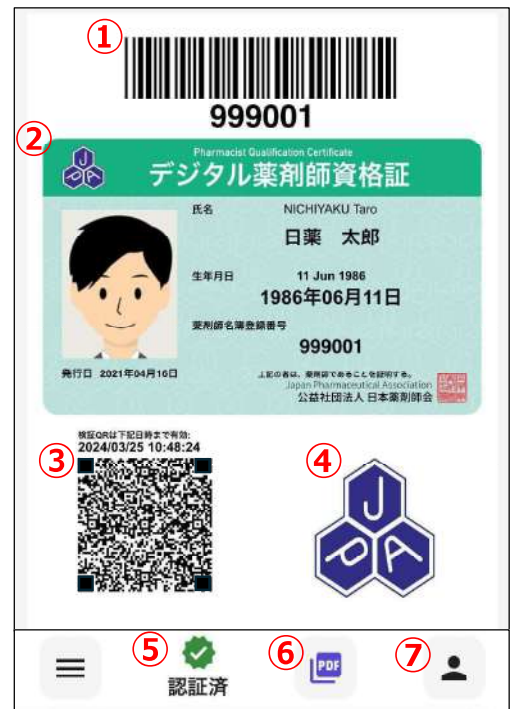 ①
999001
②
Pharmacist Qualification Certificate
JPA
デジタル薬剤師資格証
氏名
NICHIYAKU Taro
日薬 太郎
生年月日
11 Jun 1986
1986年06月11日
薬剤師名簿登録番号
999001
発行日 2021年04月16日
上記の者は、薬剤師であることを証明する。
Japan Pharmaceutical Association
公益社団法人 日本薬剤師会
検証QRは下記日時まで有効:
2024/03/25 10:48:24
③
④
JPA
⑤
認証済
⑥
PDF
⑦